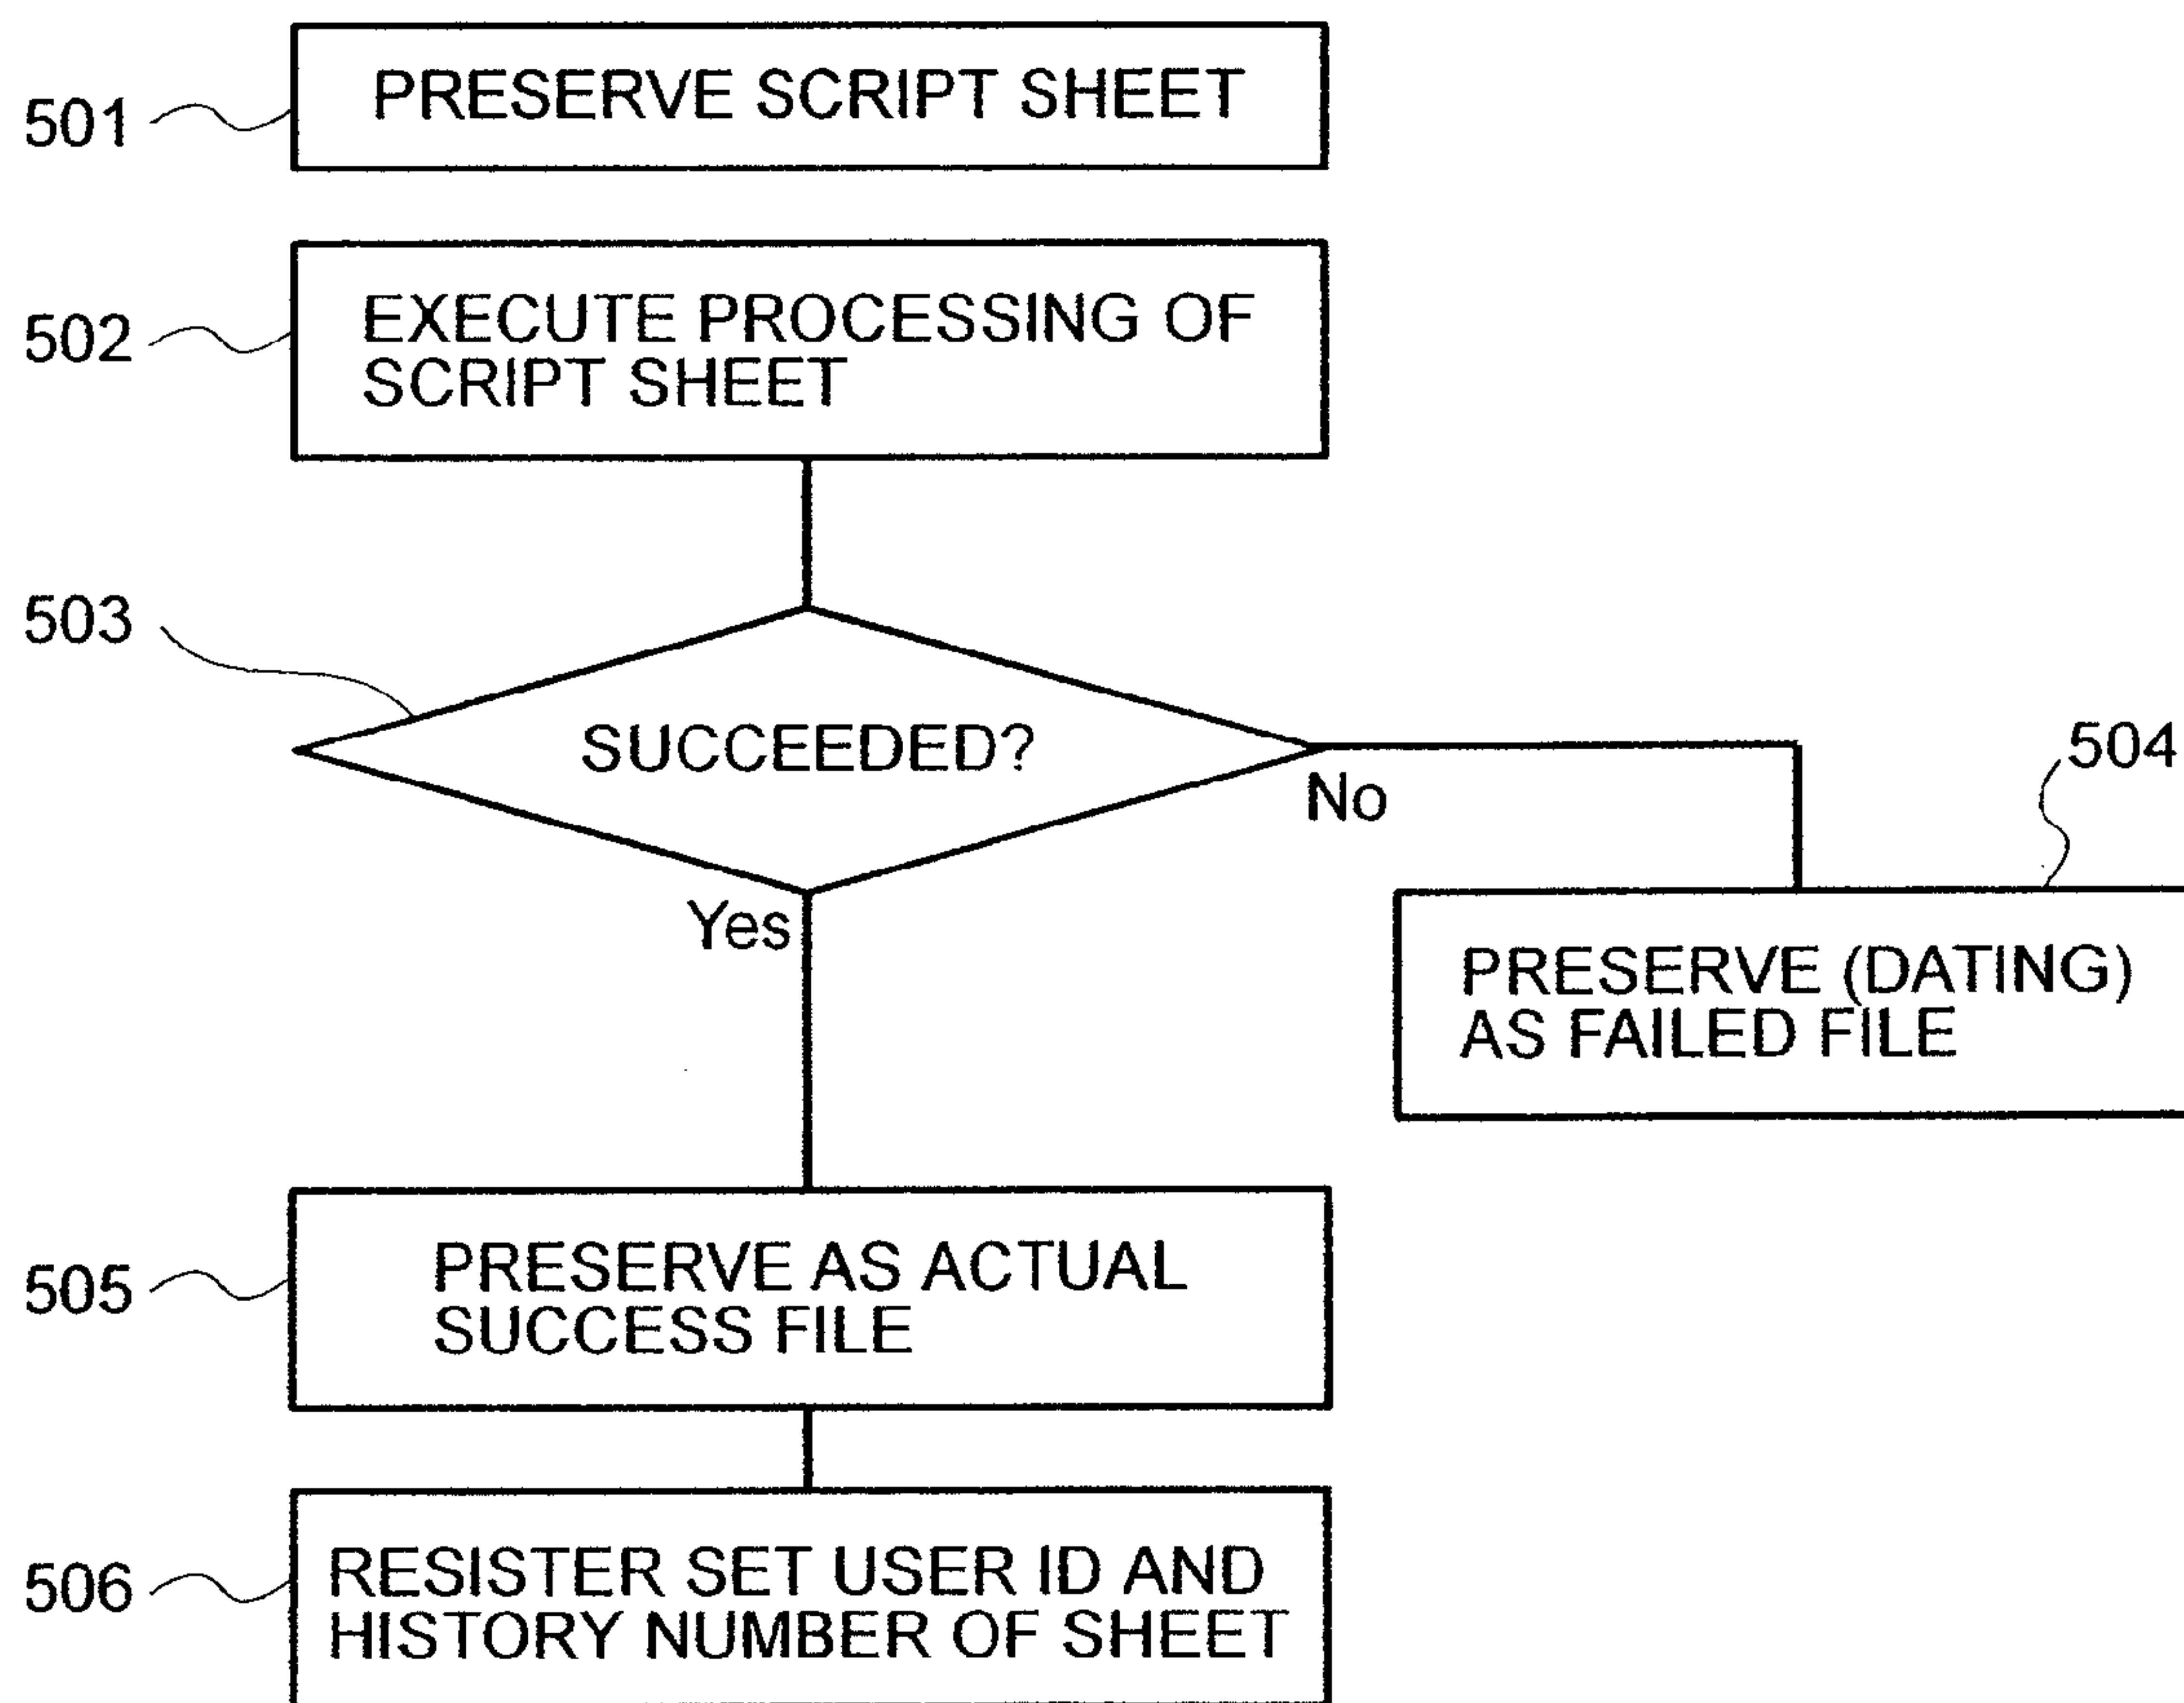 501
PRESERVE SCRIPT SHEET
502
EXECUTE PROCESSING OF
SCRIPT SHEET
503
SUCCEEDED?
No
504
Yes
PRESERVE (DATING)
AS FAILED FILE
505
PRESERVE AS ACTUAL
SUCCESS FILE
506
RESISTER SET USER ID AND
HISTORY NUMBER OF SHEET